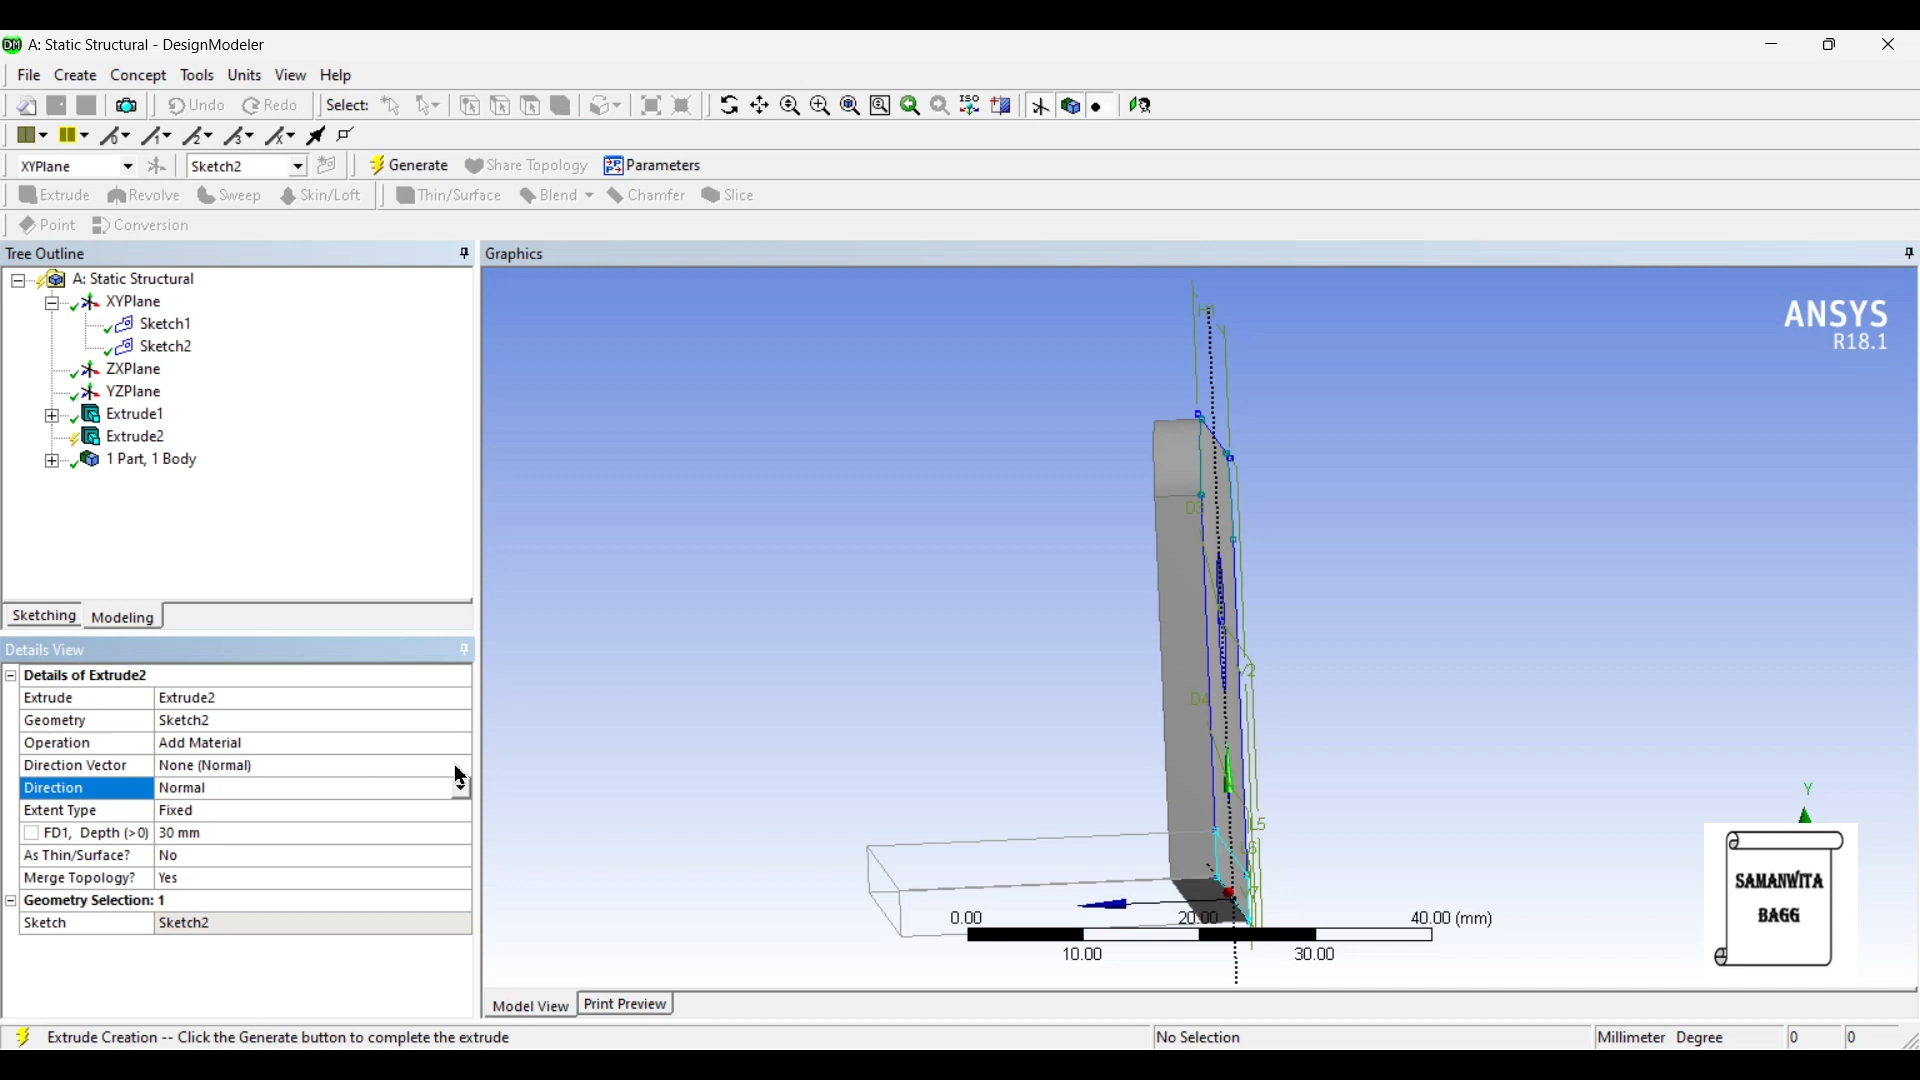 A: Static Structural - DesignModeler
File Create Concept Tools Units View Help
Undo Redo Select: ISO
XYPlane Sketch2 Generate Share Topology Parameters
Extrude Revolve Sweep Skin/Loft Thin/Surface Blend Chamfer Slice
Point Conversion
Tree Outline
A: Static Structural
XYPlane
Sketch1
Sketch2
ZXPlane
YZPlane
Extrude1
Extrude2
1 Part, 1 Body
Sketching Modeling
Details View
Details of Extrude2
Extrude Extrude2
Geometry Sketch2
Operation Add Material
Direction Vector None (Normal)
Direction Normal
Extent Type Fixed
FD1, Depth (>0) 30 mm
As Thin/Surface? No
Merge Topology? Yes
Geometry Selection: 1
Sketch Sketch2
Graphics
ANSYS
R18.1
H1
D3
V2
D4
L5
Y
SAMANWITA
BAGG
0.00 20.00 40.00 (mm)
10.00 30.00
Model View Print Preview
Extrude Creation -- Click the Generate button to complete the extrude No Selection Millimeter Degree 0 0